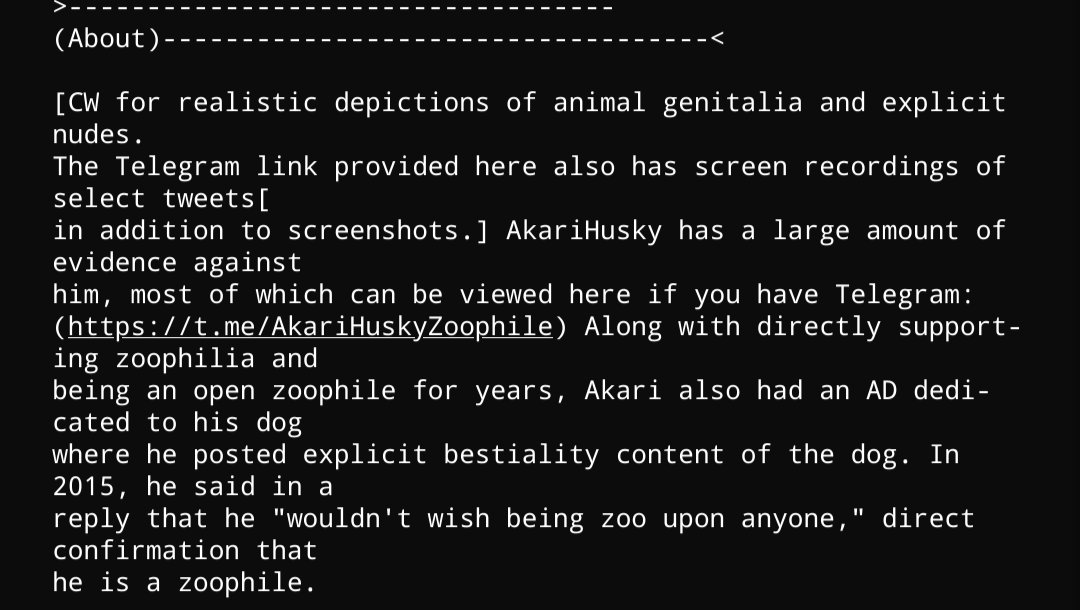 >-----------------------------------
(About)-----------------------------------<
[CW for realistic depictions of animal genitalia and explicit
nudes.
The Telegram link provided here also has screen recordings of
select tweets[
in addition to screenshots.] AkariHusky has a large amount of
evidence against
him, most of which can be viewed here if you have Telegram:
(https://t.me/AkariHuskyZoophile) Along with directly support-
ing zoophilia and
being an open zoophile for years, Akari also had an AD dedi-
cated to his dog
where he posted explicit bestiality content of the dog. In
2015, he said in a
reply that he "wouldn't wish being zoo upon anyone," direct
confirmation that
he is a zoophile.